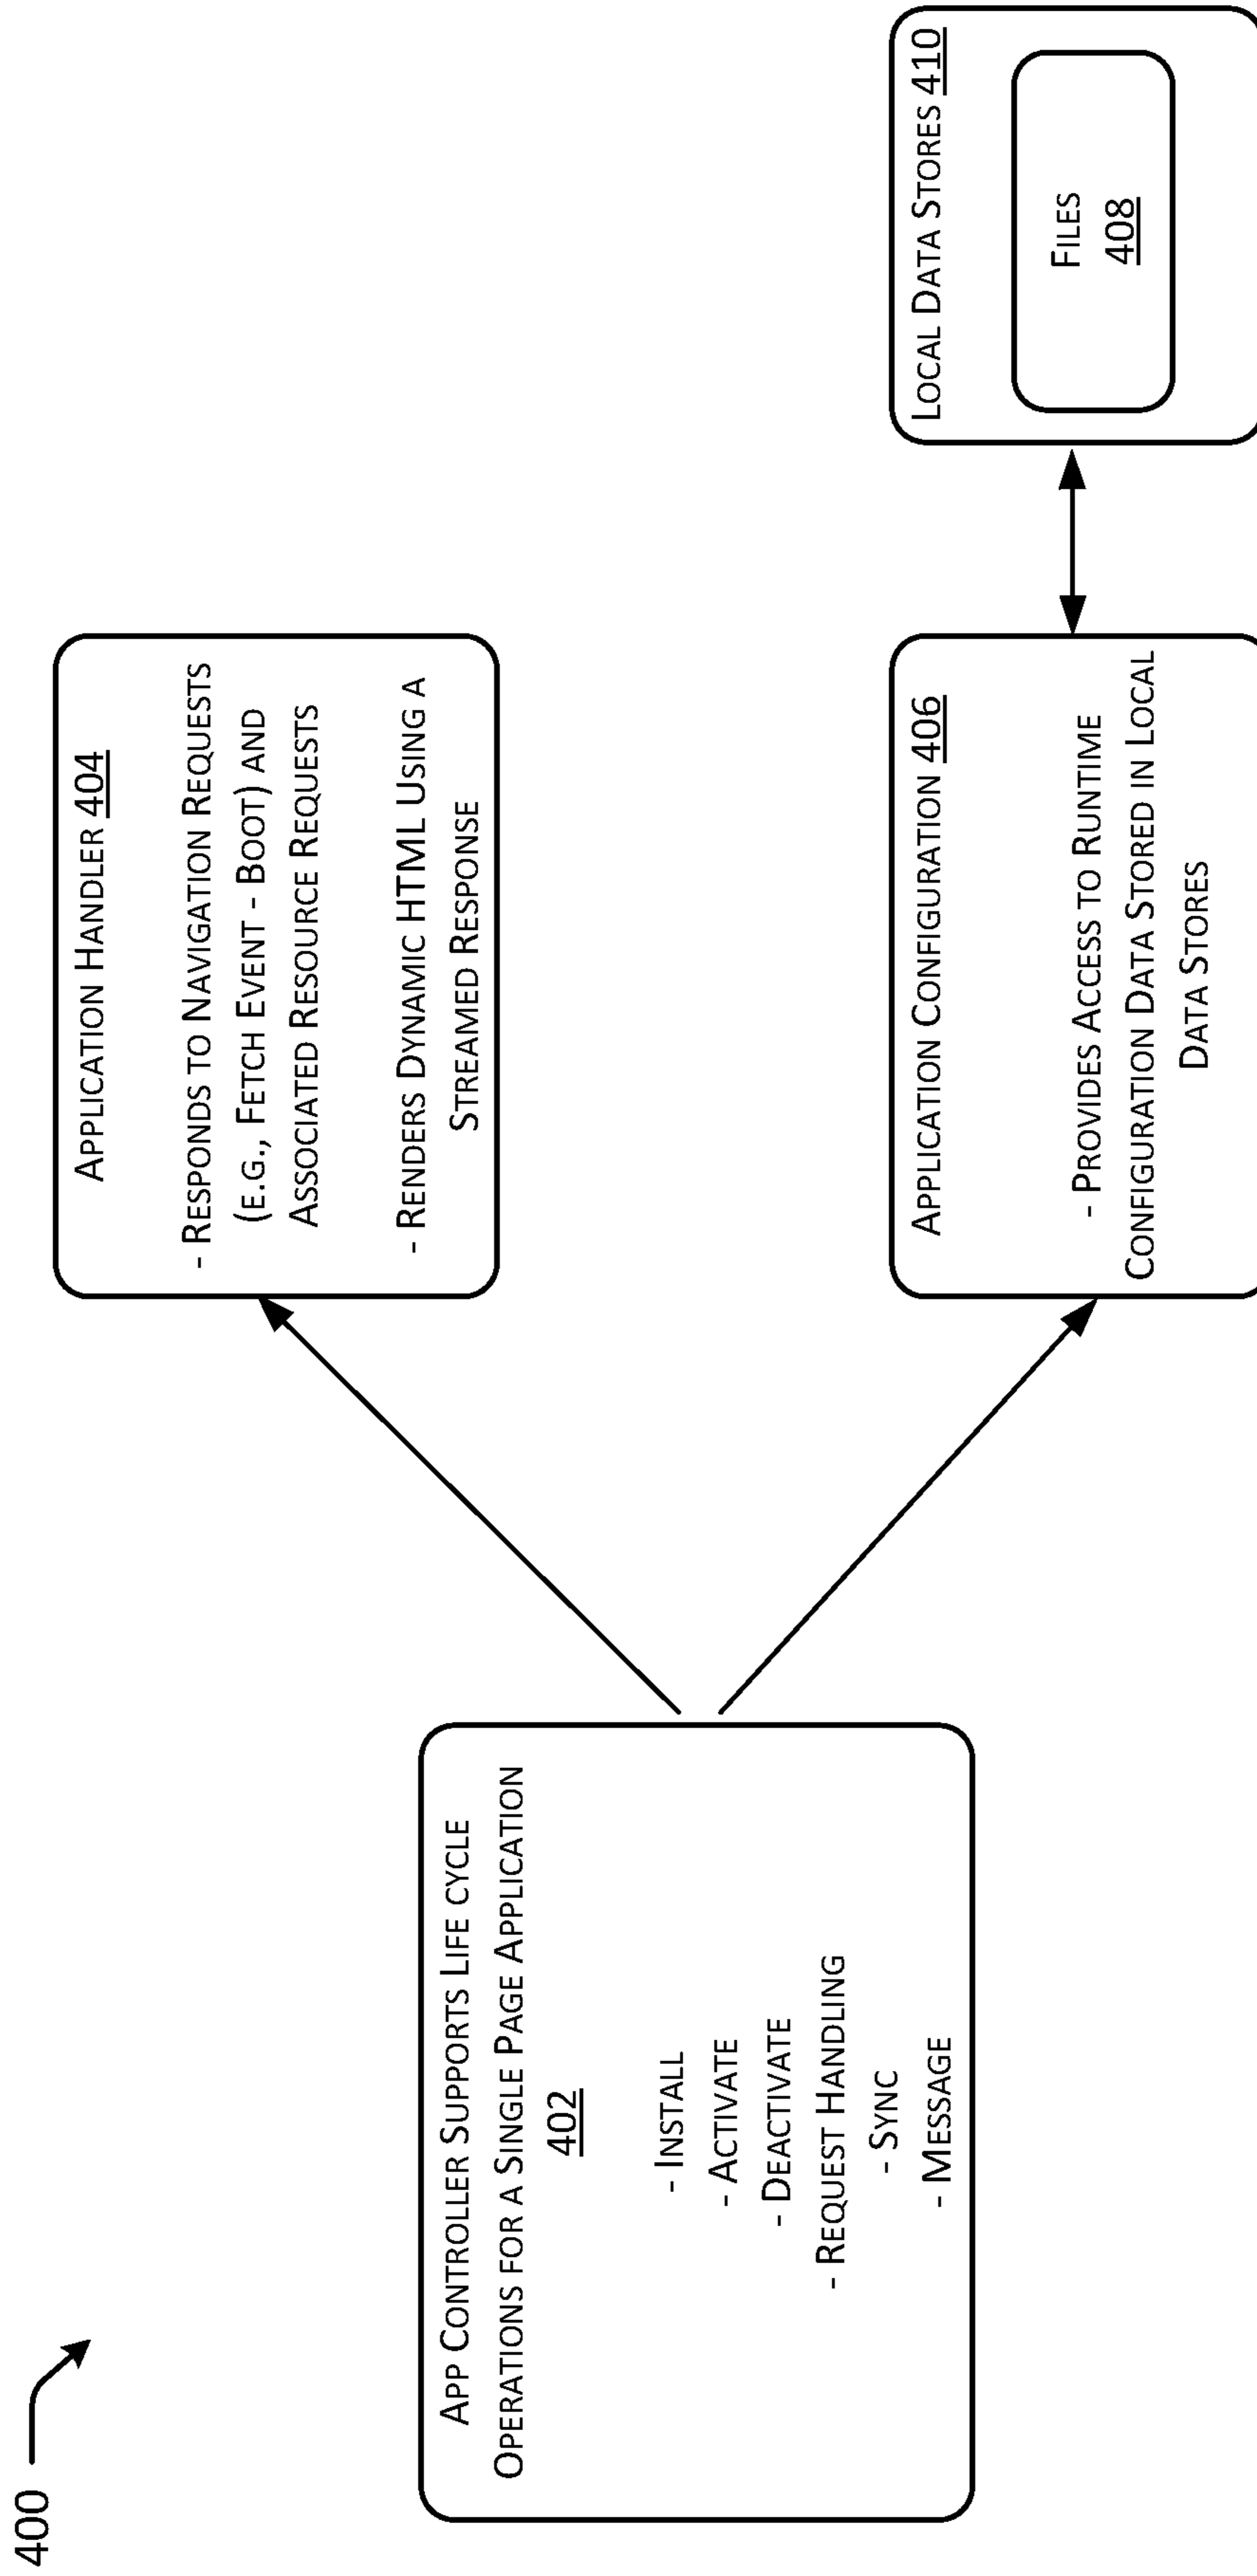 400
App Controller Supports Life cycle
Operations for a Single Page Application
402
- Install
- Activate
- Deactivate
- Request Handling
- Sync
- Message
Application Handler 404
- Responds to Navigation Requests
(e.g., Fetch Event - Boot) and
Associated Resource Requests
- Renders Dynamic HTML Using a
Streamed Response
Application Configuration 406
- Provides Access to Runtime
Configuration Data Stored in Local
Data Stores
Local Data Stores 410
Files
408